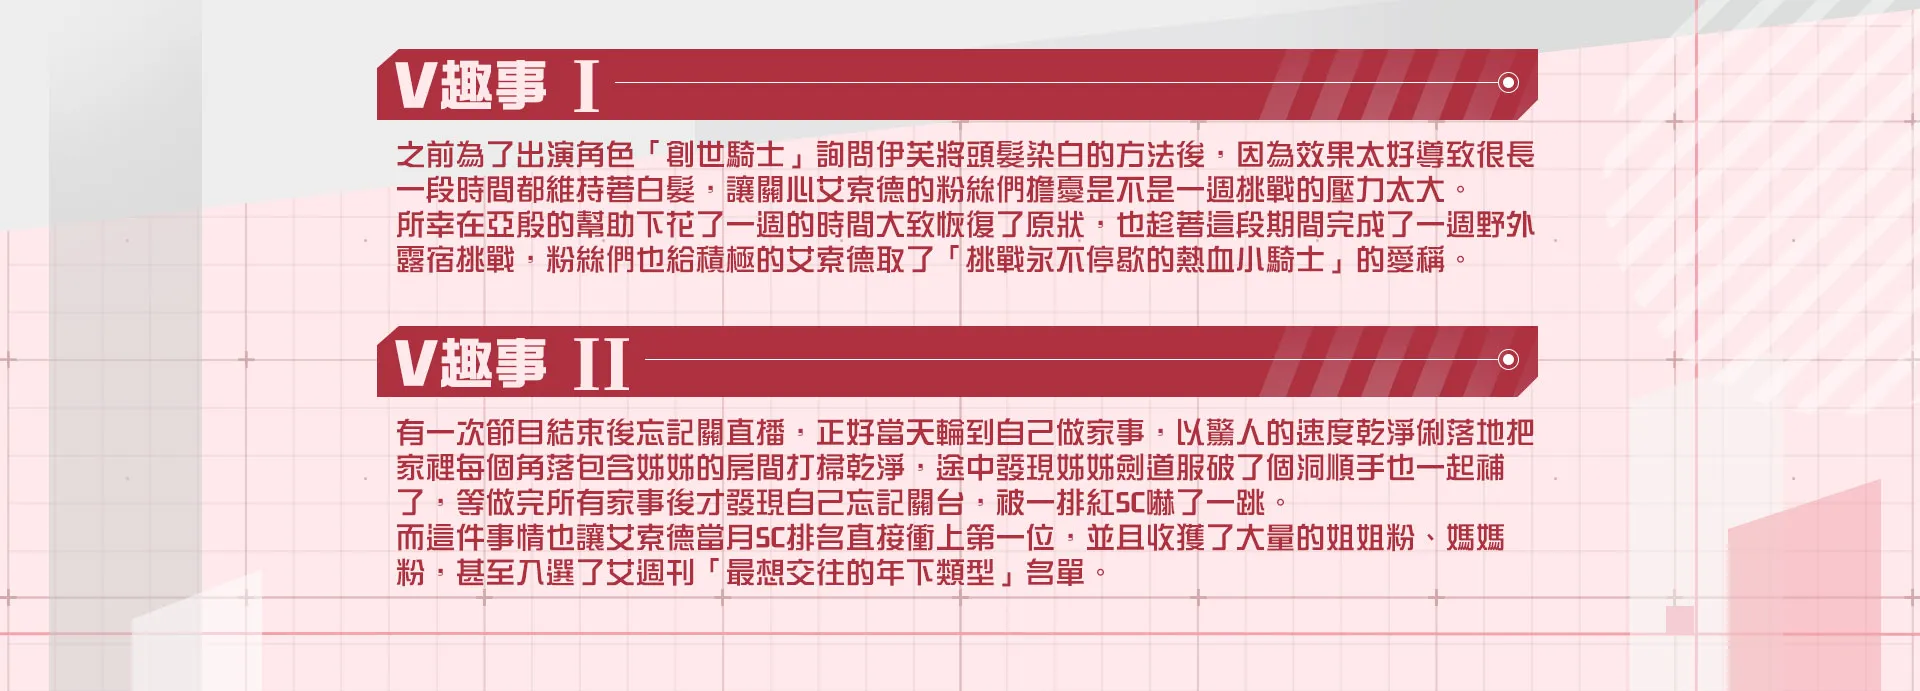 V趣事 I
之前為了出演角色「創世騎士」詢問伊芙將頭髮染白的方法後，因為效果太好導致很長
一段時間都維持著白髮，讓關心艾索德的粉絲們擔憂是不是一週挑戰的壓力太大。
所幸在亞殷的幫助下花了一週的時間大致恢復了原狀，也趁著這段期間完成了一週野外
露宿挑戰，粉絲們也給積極的艾索德取了「挑戰永不停歇的熱血小騎士」的愛稱。
V趣事 II
有一次節目結束後忘記關直播，正好當天輪到自己做家事，以驚人的速度乾淨俐落地把
家裡每個角落包含姊姊的房間打掃乾淨，途中發現姊姊劍道服破了個洞順手也一起補
了，等做完所有家事後才發現自己忘記關台，被一排紅SC嚇了一跳。
而這件事情也讓艾索德當月SC排名直接衝上第一位，並且收獲了大量的姐姐粉、媽媽
粉，甚至入選了艾週刊「最想交往的年下類型」名單。